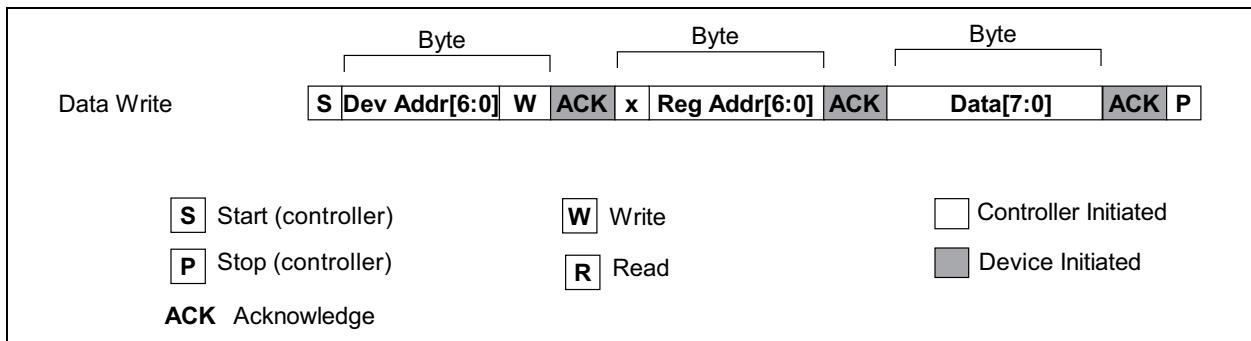 Byte Byte Byte
Data Write S Dev Addr[6:0] W ACK x Reg Addr[6:0] ACK Data[7:0] ACK P
S Start (controller) W Write Controller Initiated
P Stop (controller) R Read Device Initiated
ACK Acknowledge